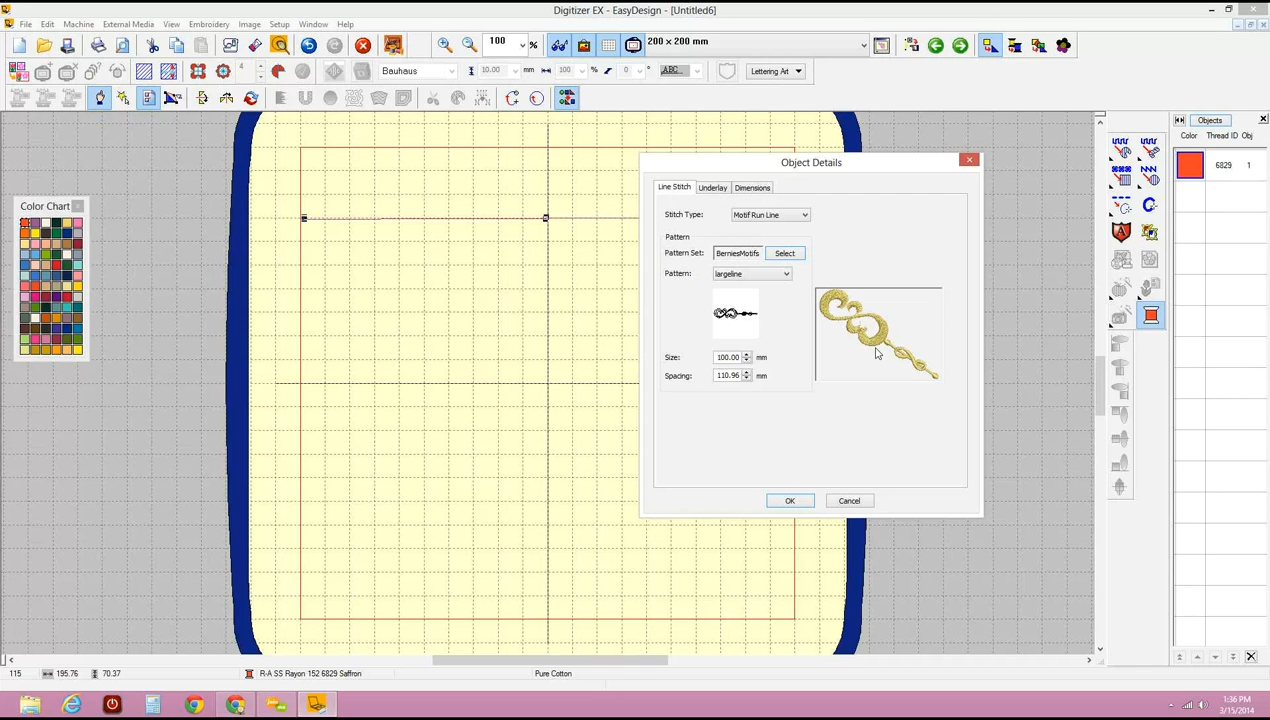 Digitizer EX - EasyDesign - [Untitled6]
File Edit Machine External Media View Embroidery Image Setup Window Help
100 % 200 x 200 mm
4 Bauhaus 10.00 mm 100 % 0 ABC Lettering Art
Objects
Color Thread ID Obj
6829 1
Color Chart
Object Details
Line Stitch Underlay Dimensions
Stitch Type: Motif Run Line
Pattern
Pattern Set: BerniesMotifs Select
Pattern: largeline
Size: 100.00 mm
Spacing: 110.96 mm
OK Cancel
115 195.76 70.37 R-A SS Rayon 152 6829 Saffron Pure Cotton
1:36 PM
3/15/2014